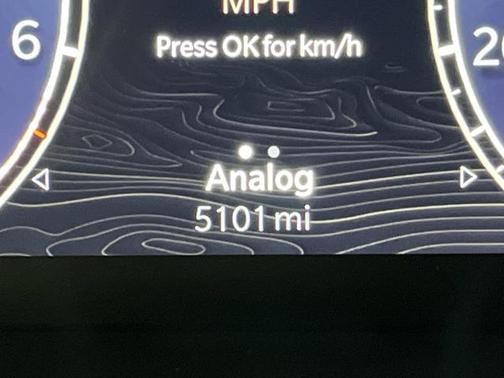 MPH
6
Press OK for km/h
Analog
5101 mi